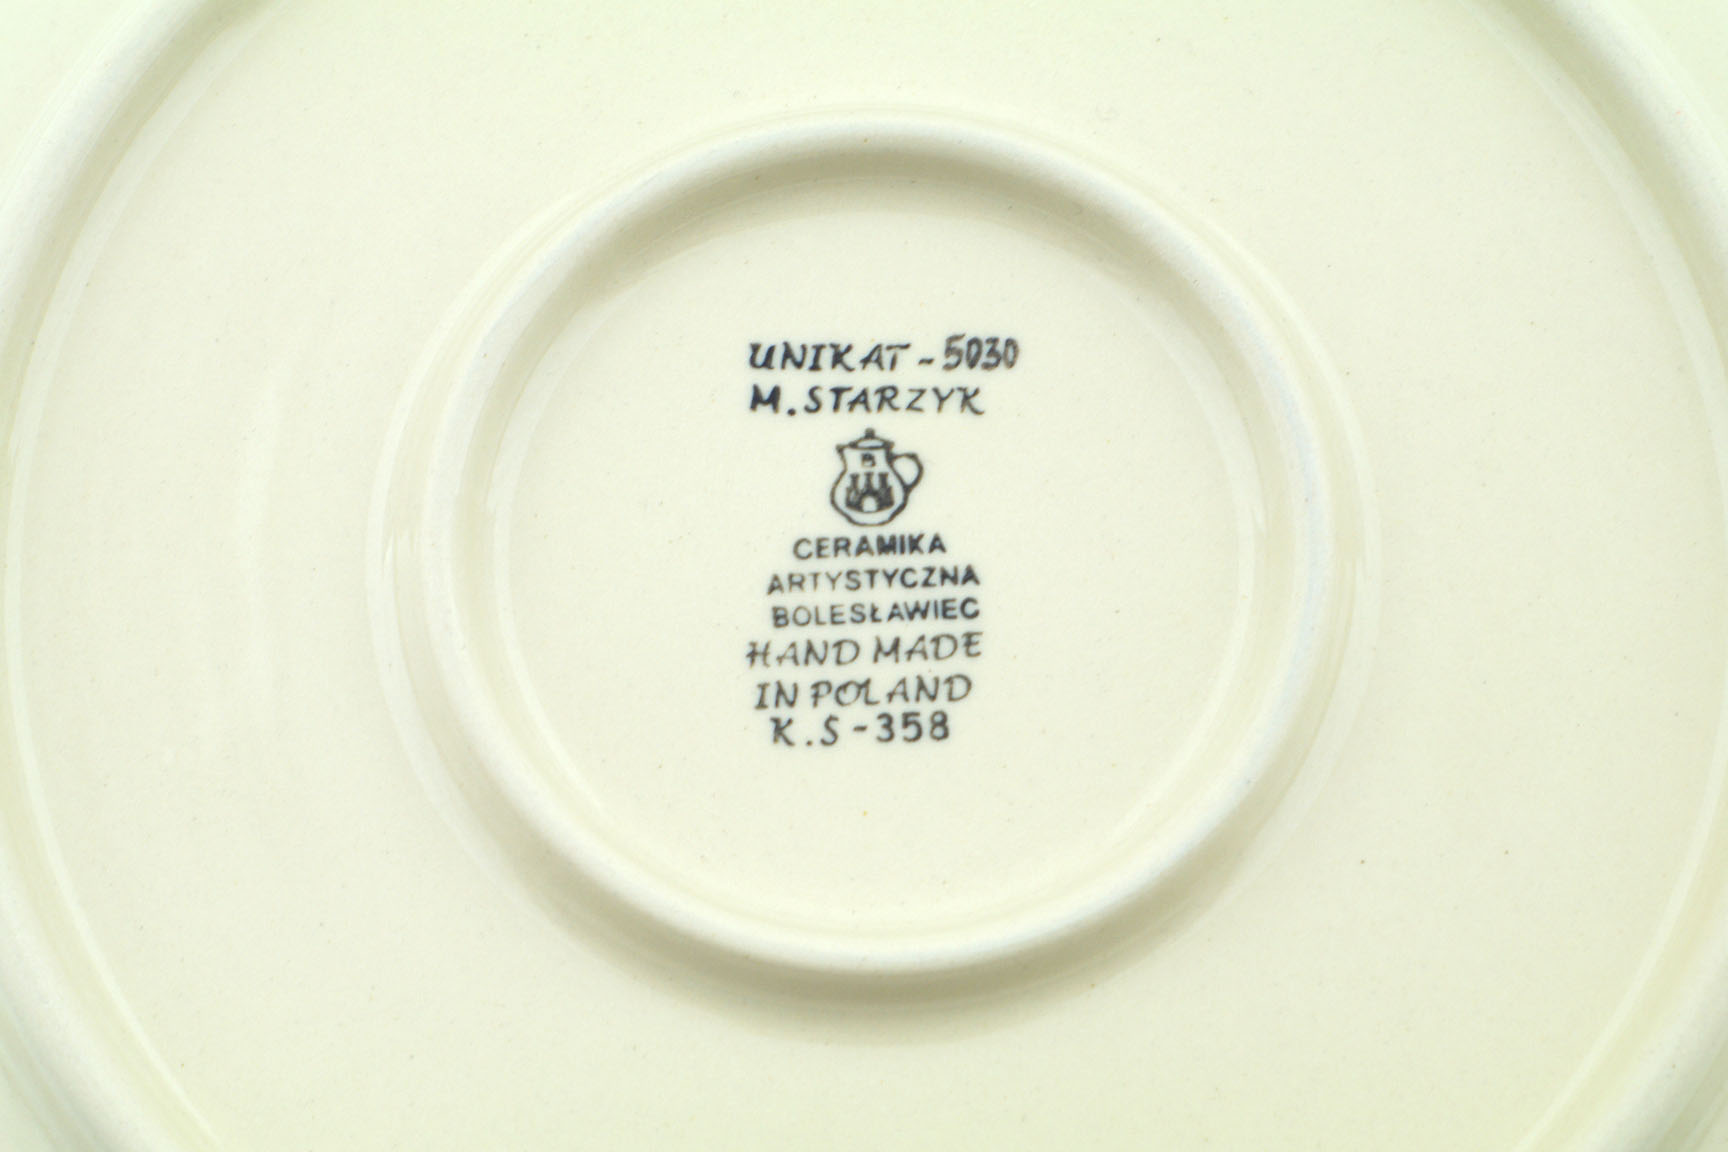 UNIKAT - 5030
M. STARZYK
B
CERAMIKA
ARTYSTYCZNA
BOLESŁAWIEC
HAND MADE
IN POLAND
K.S - 358